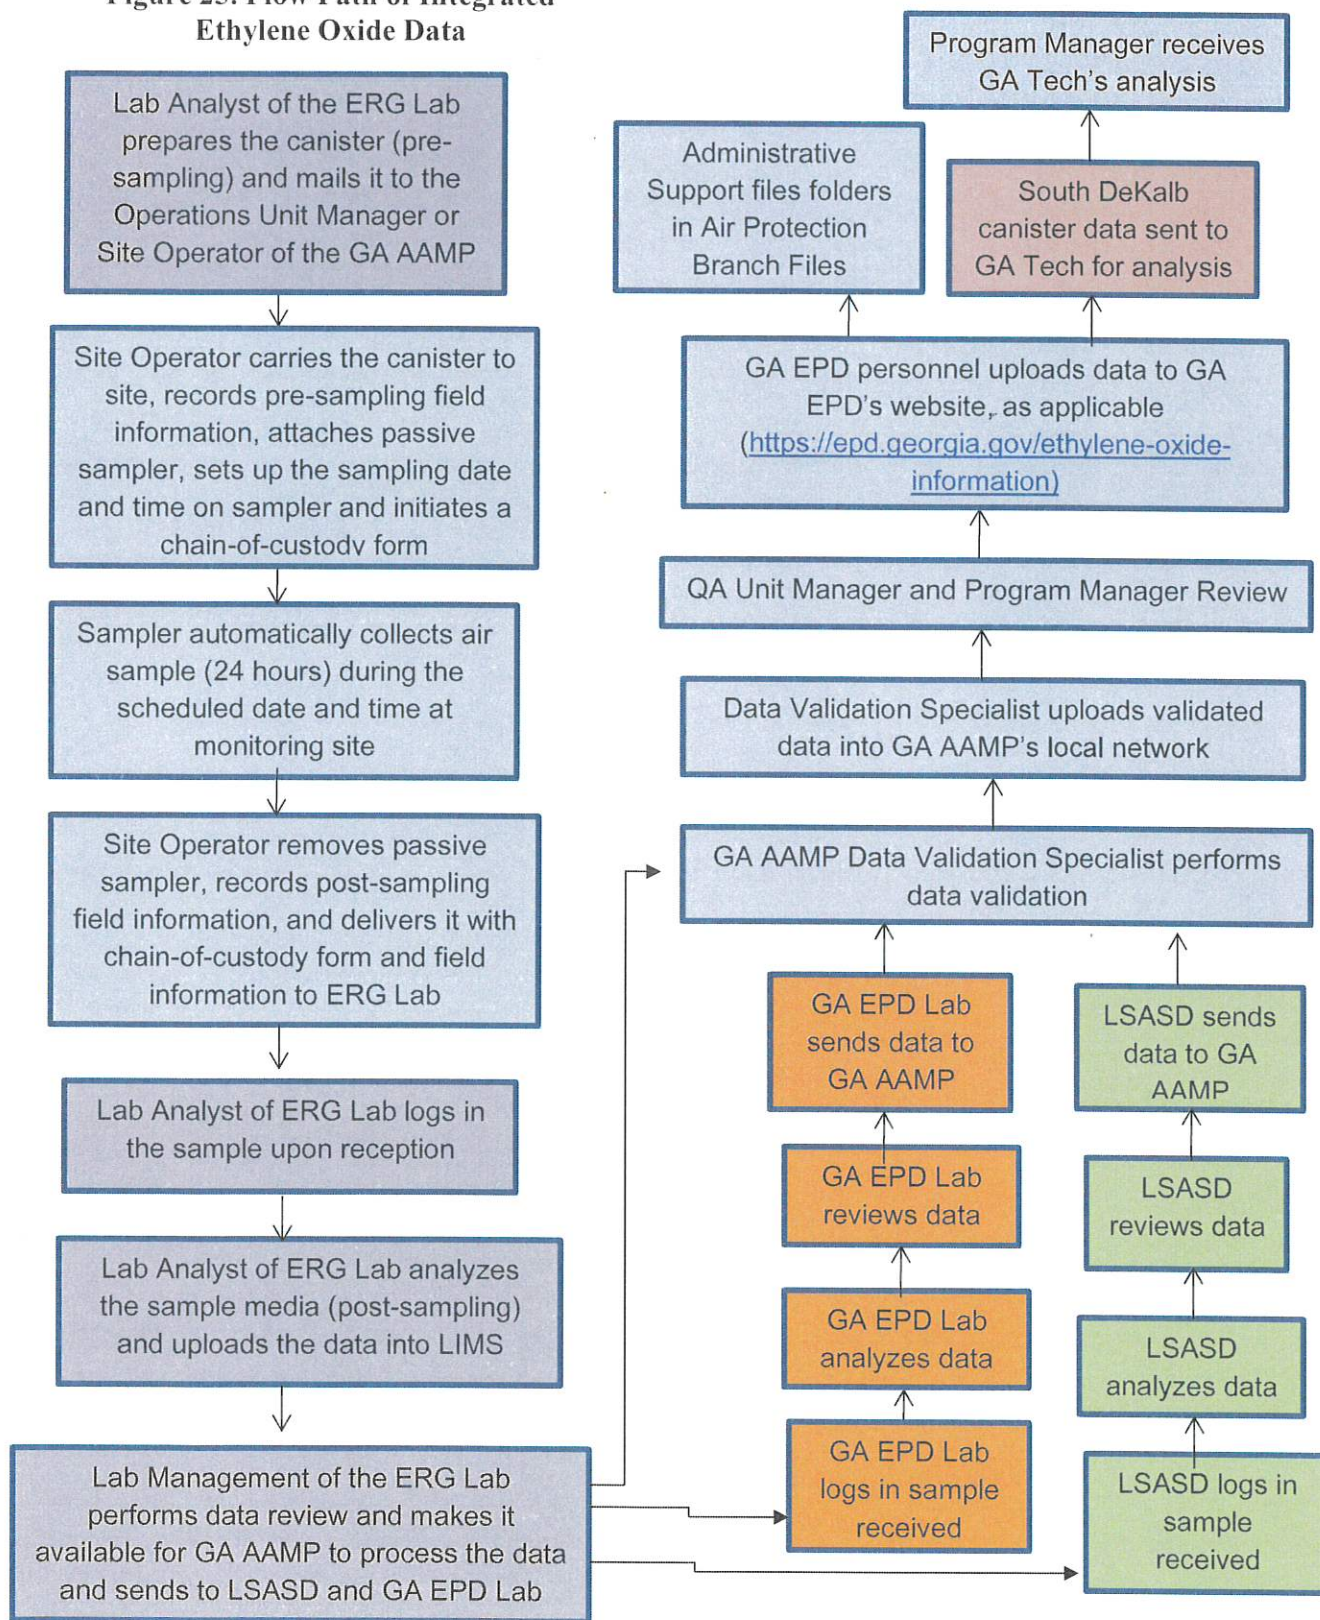 Figure 25: Flow Path of Integrated
Ethylene Oxide Data
Lab Analyst of the ERG Lab
prepares the canister (pre-
sampling) and mails it to the
Operations Unit Manager or
Site Operator of the GA AAMP
Site Operator carries the canister to
site, records pre-sampling field
information, attaches passive
sampler, sets up the sampling date
and time on sampler and initiates a
chain-of-custody form
Sampler automatically collects air
sample (24 hours) during the
scheduled date and time at
monitoring site
Site Operator removes passive
sampler, records post-sampling
field information, and delivers it with
chain-of-custody form and field
information to ERG Lab
Lab Analyst of ERG Lab logs in
the sample upon reception
Lab Analyst of ERG Lab analyzes
the sample media (post-sampling)
and uploads the data into LIMS
Lab Management of the ERG Lab
performs data review and makes it
available for GA AAMP to process the data
and sends to LSASD and GA EPD Lab
GA EPD Lab
logs in sample
received
GA EPD Lab
analyzes data
GA EPD Lab
reviews data
GA EPD Lab
sends data to
GA AAMP
LSASD logs in
sample
received
LSASD
analyzes data
LSASD
reviews data
LSASD sends
data to GA
AAMP
GA AAMP Data Validation Specialist performs
data validation
Data Validation Specialist uploads validated
data into GA AAMP's local network
QA Unit Manager and Program Manager Review
GA EPD personnel uploads data to GA
EPD's website, as applicable
(https://epd.georgia.gov/ethylene-oxide-
information)
Administrative
Support files folders
in Air Protection
Branch Files
South DeKalb
canister data sent to
GA Tech for analysis
Program Manager receives
GA Tech's analysis